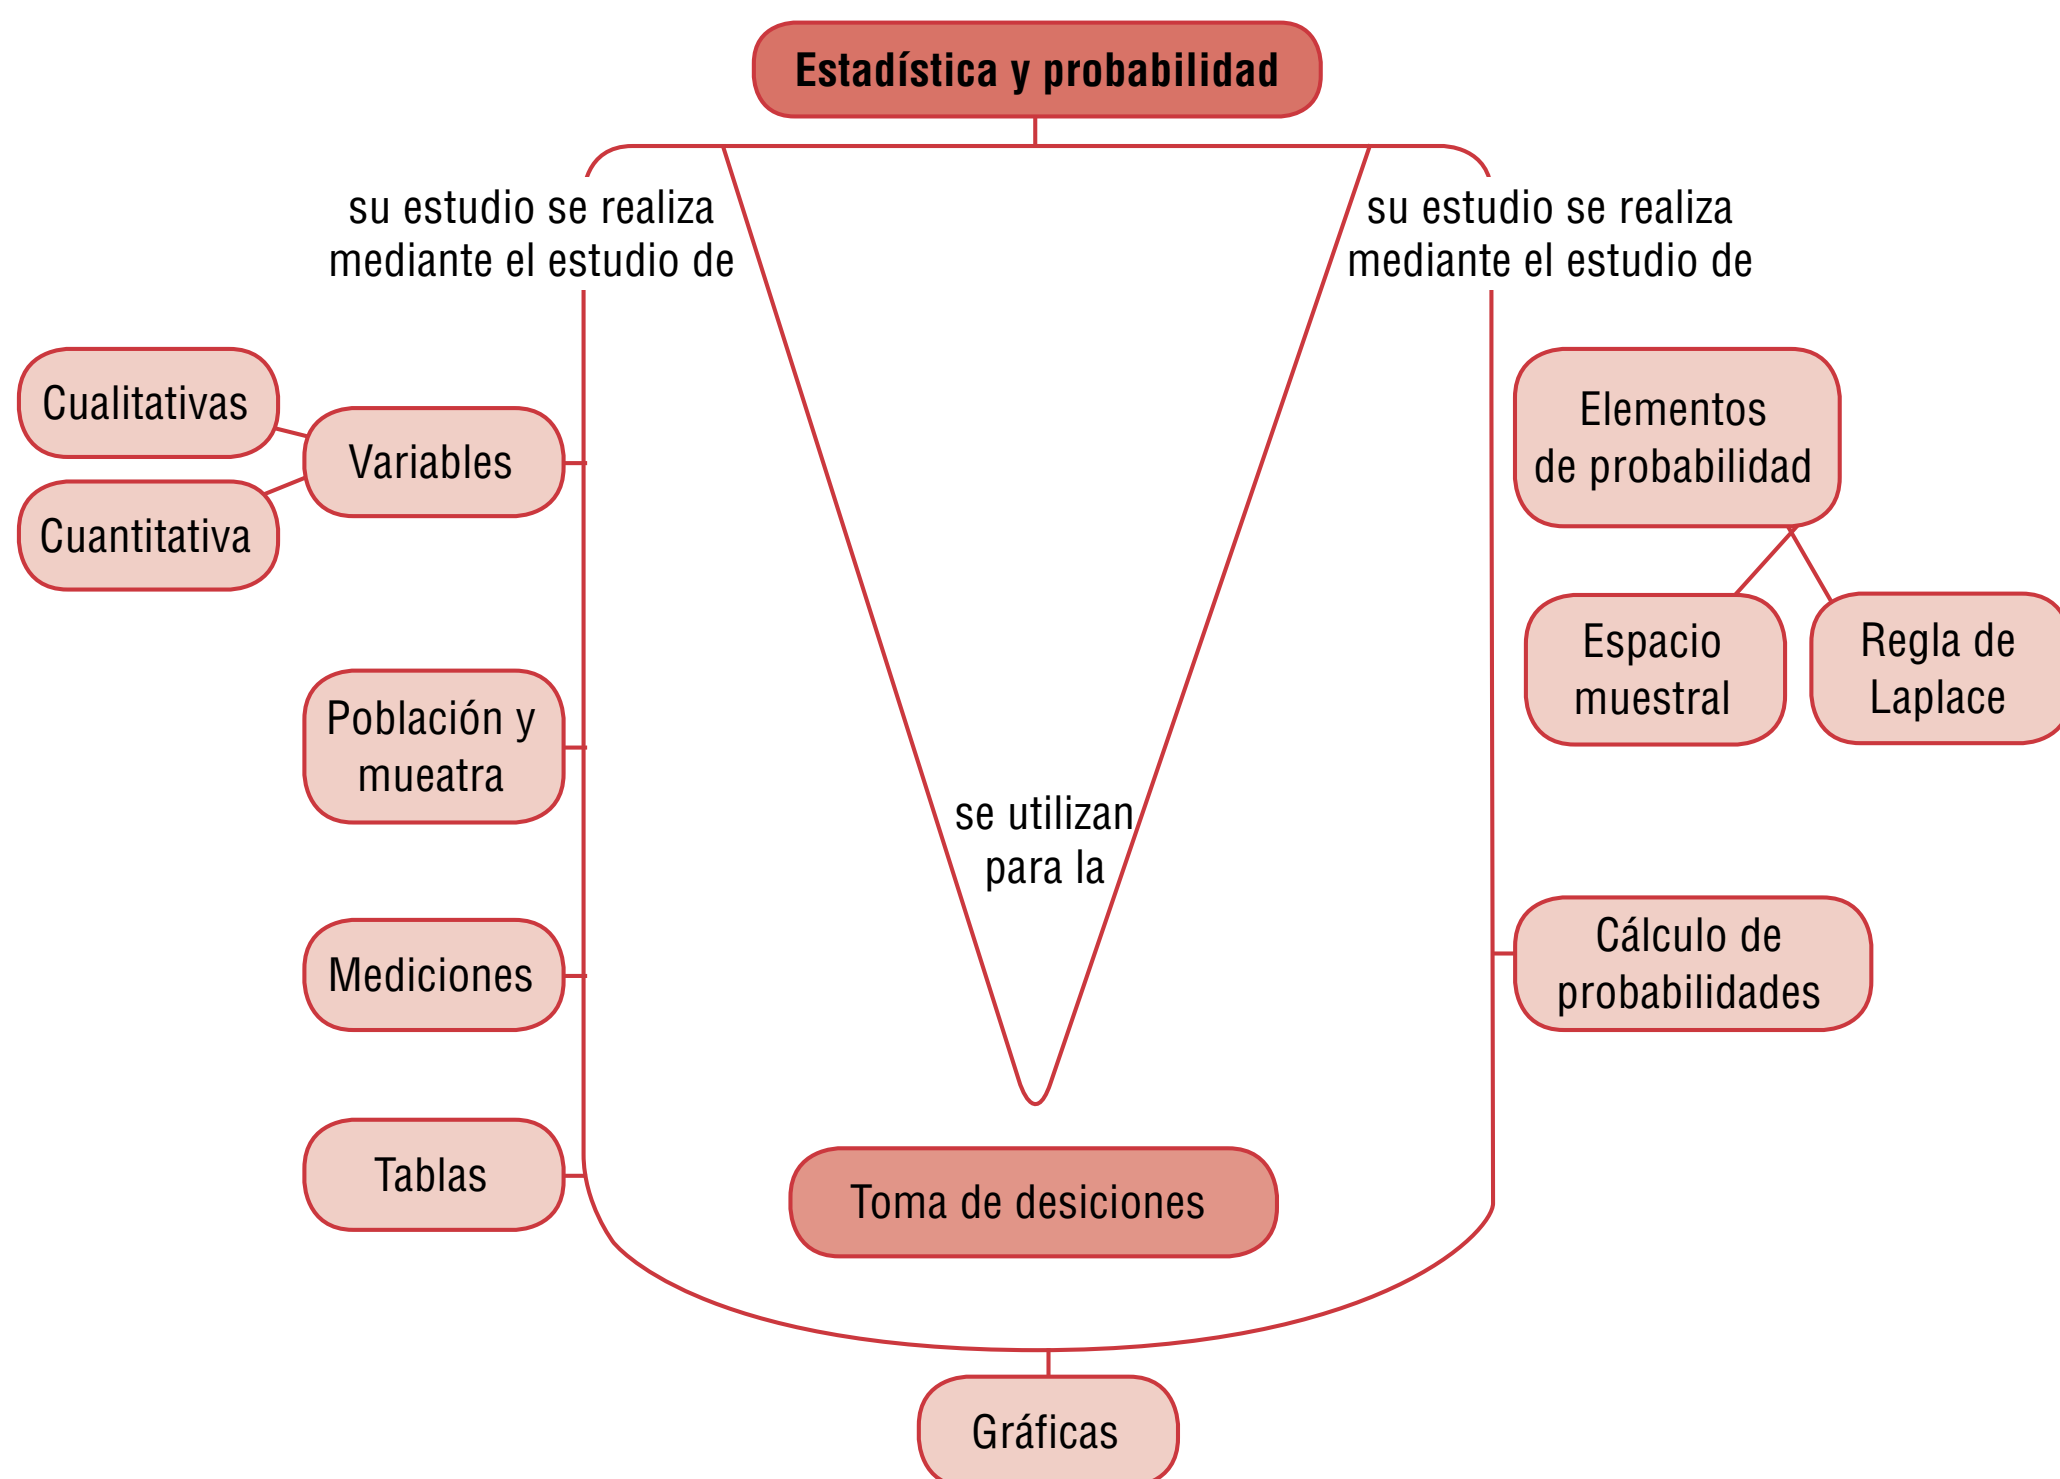 Estadística y probabilidad
su estudio se realiza
mediante el estudio de
su estudio se realiza
mediante el estudio de
Cualitativas
Cuantitativa
Variables
Población y
mueatra
Mediciones
Tablas
se utilizan
para la
Toma de desiciones
Elementos
de probabilidad
Espacio
muestral
Regla de
Laplace
Cálculo de
probabilidades
Gráficas